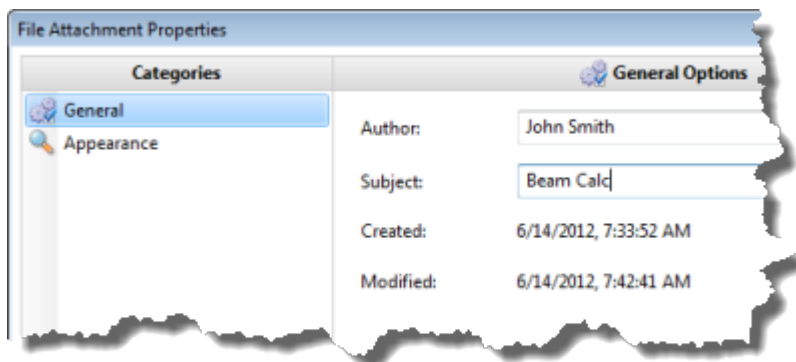 File Attachment Properties
Categories
General Options
General
Appearance
Author: John Smith
Subject: Beam Calc
Created: 6/14/2012, 7:33:52 AM
Modified: 6/14/2012, 7:42:41 AM